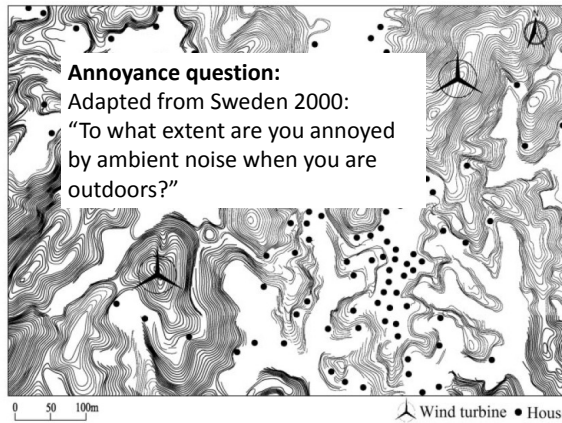 N
Annoyance question:
Adapted from Sweden 2000:
“To what extent are you annoyed
by ambient noise when you are
outdoors?”
0 50 100m
Wind turbine • Hous